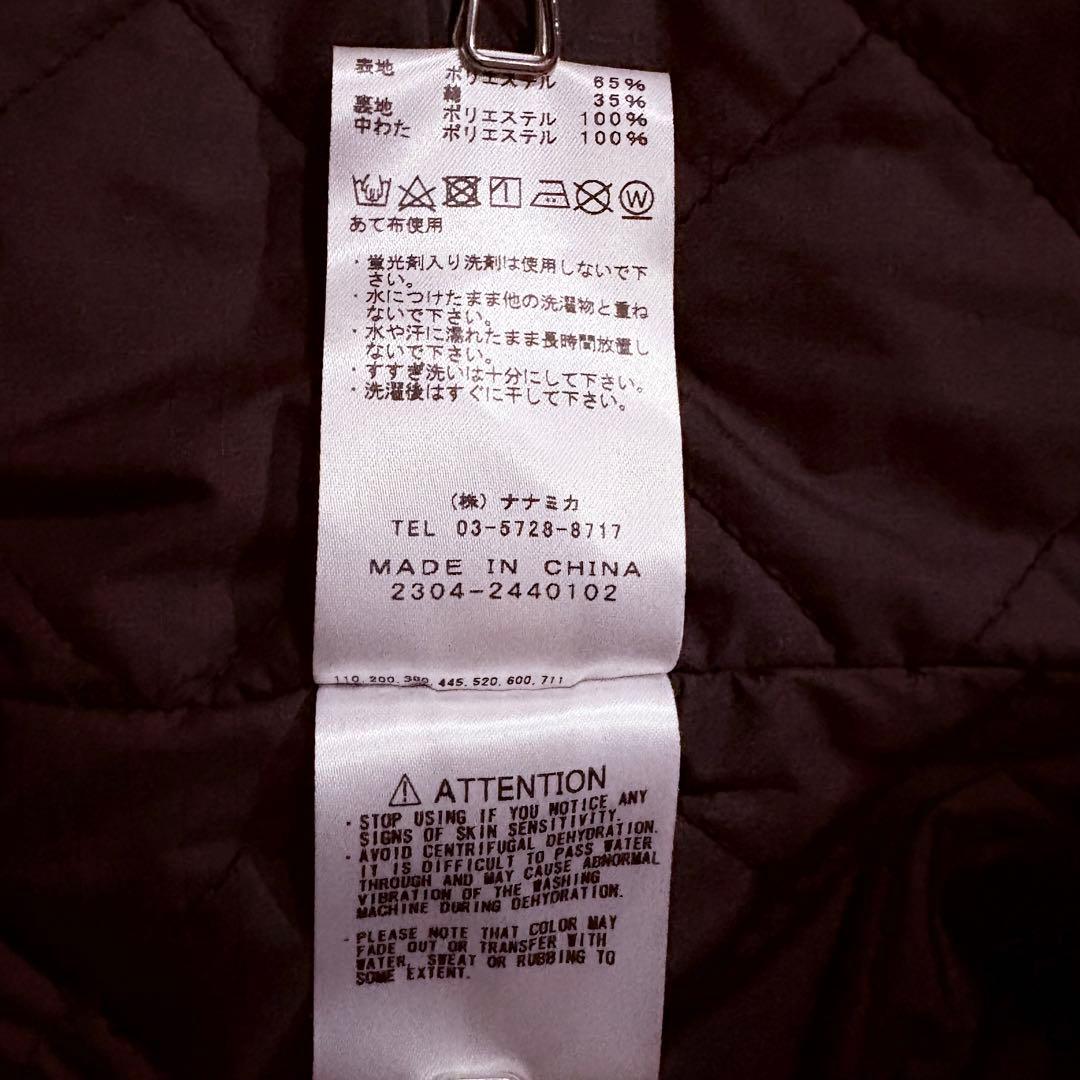 表地 ポリエステル 65%
綿 35%
裏地 ポリエステル 100%
中わた ポリエステル 100%
W
あて布使用
・蛍光剤入り洗剤は使用しないで下
さい。
・水につけたまま他の洗濯物と重ね
ないで下さい。
・水や汗に濡れたまま長時間放置し
ないで下さい。
・すすぎ洗いは十分にして下さい。
・洗濯後はすぐに干して下さい。
(株) ナナミカ
TEL 03-5728-8717
MADE IN CHINA
2304-2440102
110, 200, 300, 445, 520, 600, 711
⚠ ATTENTION
・STOP USING IF YOU NOTICE ANY
SIGNS OF SKIN SENSITIVITY.
・AVOID CENTRIFUGAL DEHYDRATION.
IT IS DIFFICULT TO PASS WATER
THROUGH AND MAY CAUSE ABNORMAL
VIBRATION OF THE WASHING
MACHINE DURING DEHYDRATION.
・PLEASE NOTE THAT COLOR MAY
FADE OUT OR TRANSFER WITH
WATER, SWEAT OR RUBBING TO
SOME EXTENT.